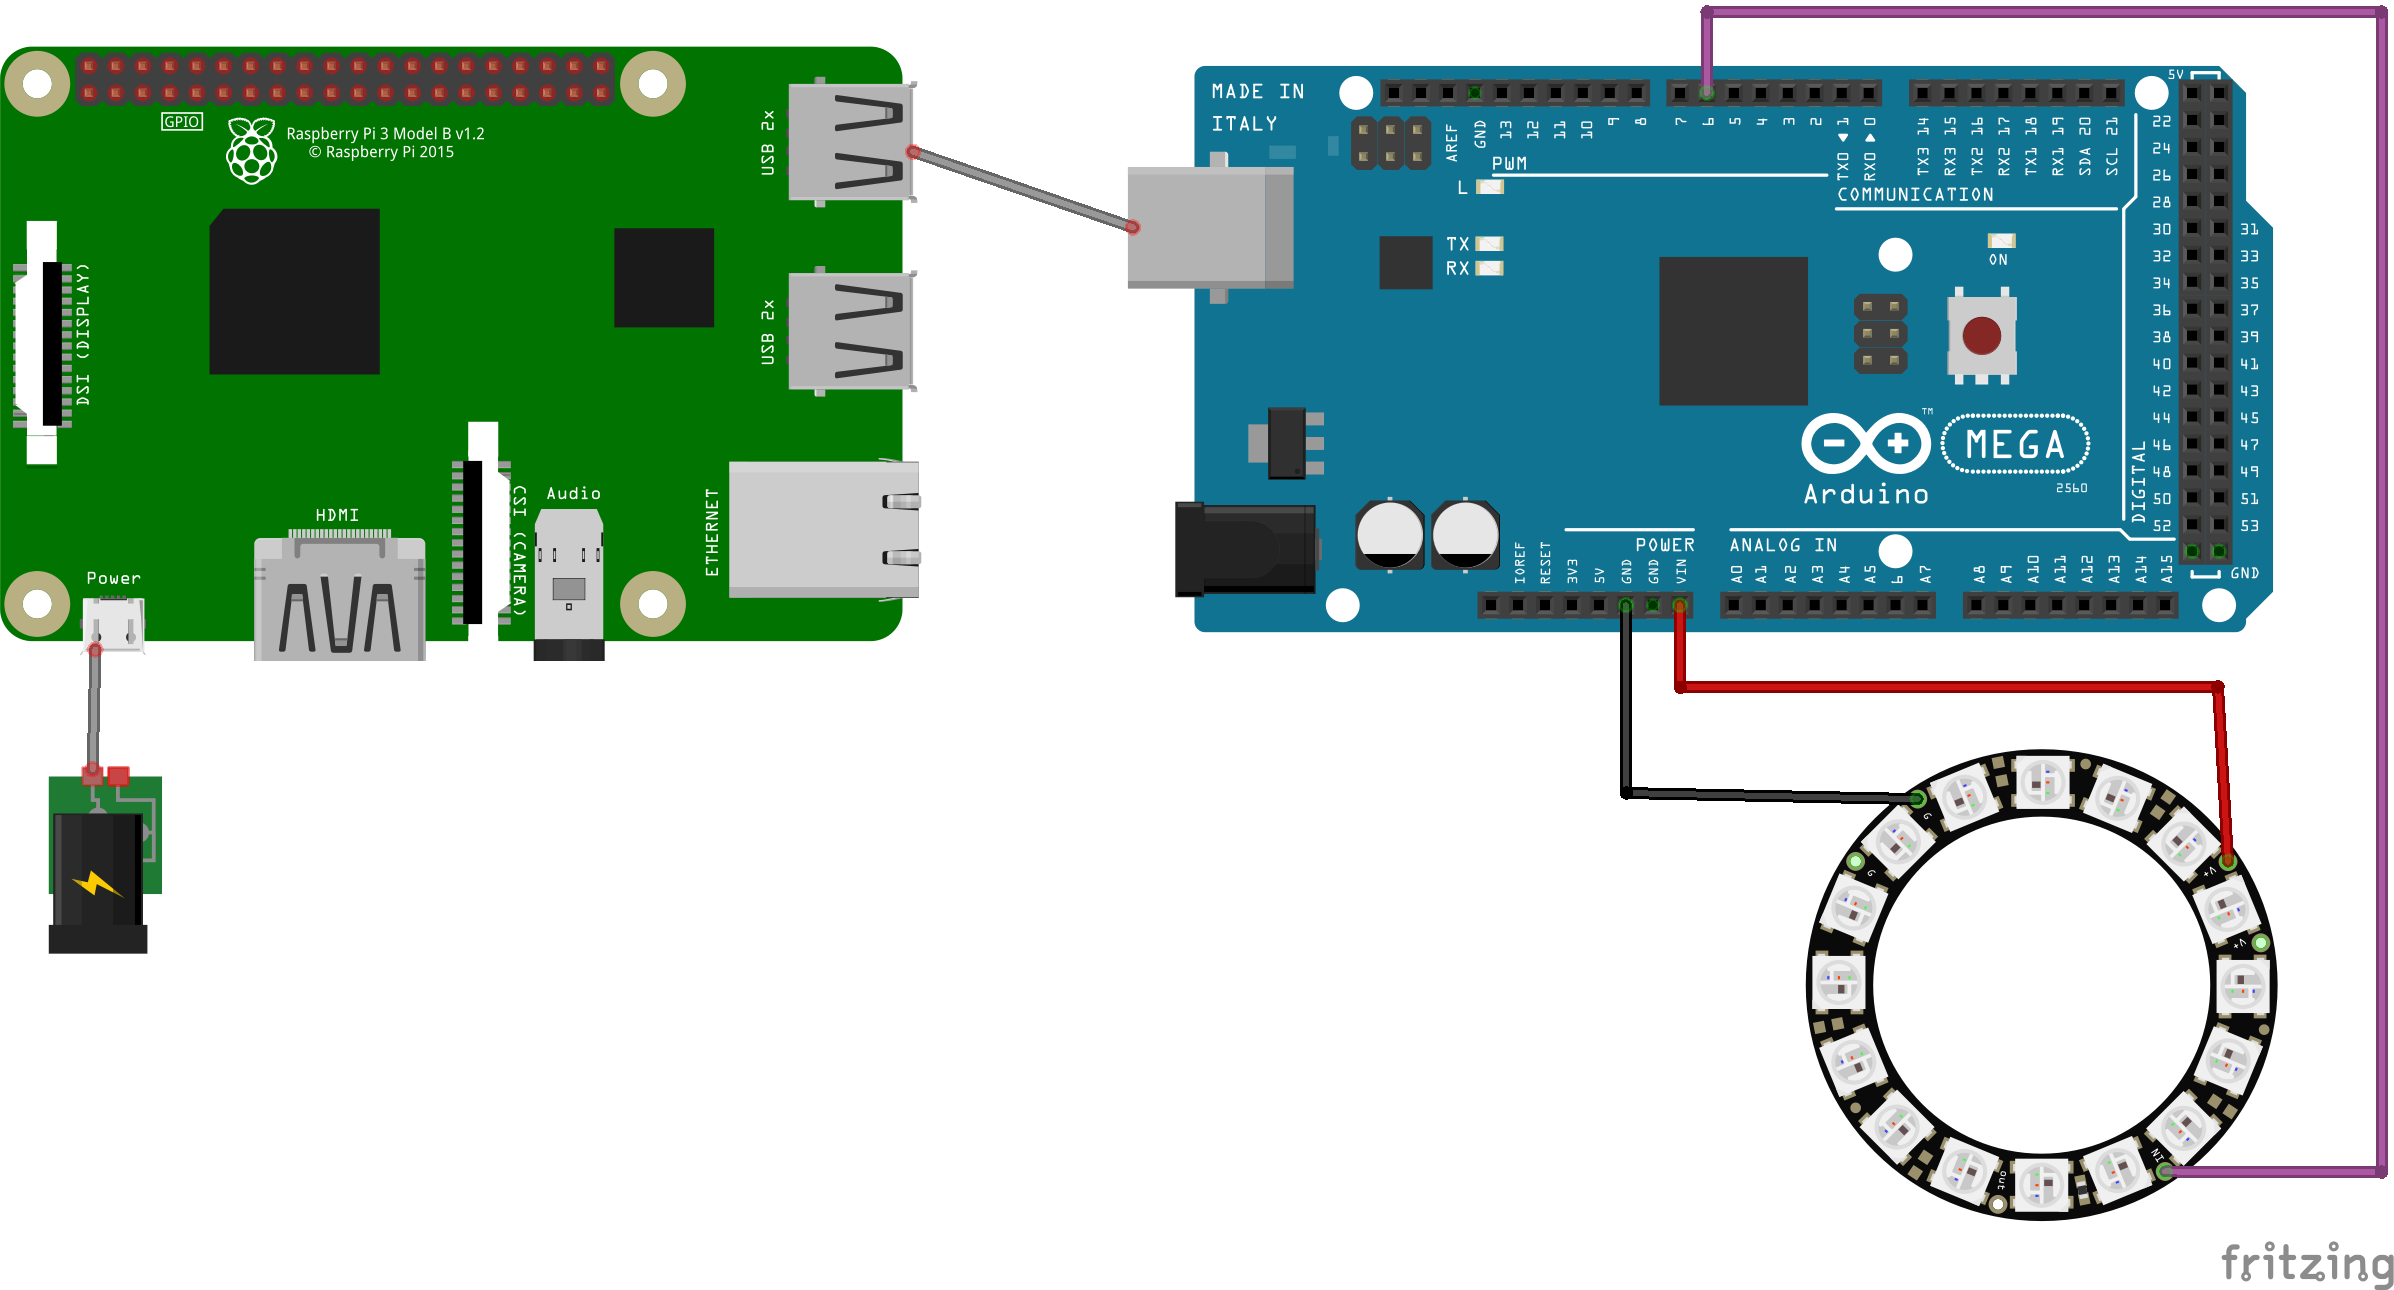 GPIO
Raspberry Pi 3 Model B v1.2
© Raspberry Pi 2015
USB 2x
USB 2x
DSI (DISPLAY)
CSI (CAMERA)
HDMI
Audio
ETHERNET
Power
MADE IN
ITALY
AREF
GND
13
12
11
10
9
8
7
6
5
4
3
2
TX0 1
RX0 0
TX3 14
RX3 15
TX2 16
RX2 17
TX1 18
RX1 19
SDA 20
SCL 21
PWM
L
COMMUNICATION
TX
RX
ON
5V
22
24
26
28
30 31
32 33
34 35
36 37
38 39
40 41
42 43
44 45
46 47
48 49
50 51
52 53
GND
DIGITAL
TM
MEGA
Arduino
2560
POWER
ANALOG IN
IOREF
RESET
3V3
5V
GND
GND
VIN
A0
A1
A2
A3
A4
A5
6
A7
A8
A9
A10
A11
A12
A13
A14
A15
G
G
V+
V+
IN
Out
fritzing